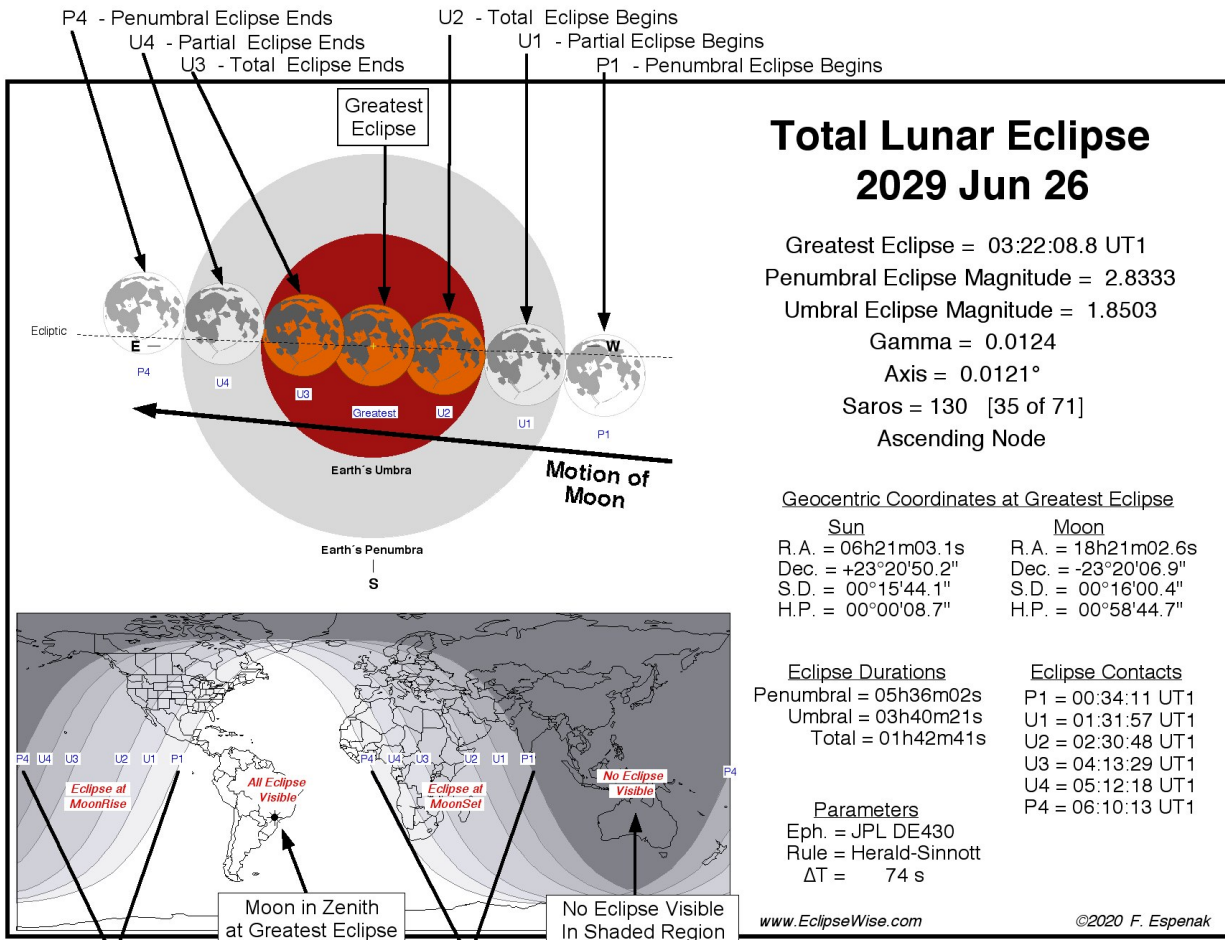 P4 - Penumbral Eclipse Ends
U4 - Partial Eclipse Ends
U3 - Total Eclipse Ends
U2 - Total Eclipse Begins
U1 - Partial Eclipse Begins
P1 - Penumbral Eclipse Begins
Greatest
Eclipse
Ecliptic
E
W
P4
U4
U3
Greatest
U2
U1
P1
Earth´s Umbra
Motion of
Moon
Earth´s Penumbra
S
Total Lunar Eclipse
2029 Jun 26
Greatest Eclipse = 03:22:08.8 UT1
Penumbral Eclipse Magnitude = 2.8333
Umbral Eclipse Magnitude = 1.8503
Gamma = 0.0124
Axis = 0.0121°
Saros = 130 [35 of 71]
Ascending Node
Geocentric Coordinates at Greatest Eclipse
Sun
R.A. = 06h21m03.1s
Dec. = +23°20'50.2"
S.D. = 00°15'44.1"
H.P. = 00°00'08.7"
Moon
R.A. = 18h21m02.6s
Dec. = -23°20'06.9"
S.D. = 00°16'00.4"
H.P. = 00°58'44.7"
Eclipse Durations
Penumbral = 05h36m02s
Umbral = 03h40m21s
Total = 01h42m41s
Eclipse Contacts
P1 = 00:34:11 UT1
U1 = 01:31:57 UT1
U2 = 02:30:48 UT1
U3 = 04:13:29 UT1
U4 = 05:12:18 UT1
P4 = 06:10:13 UT1
Parameters
Eph. = JPL DE430
Rule = Herald-Sinnott
ΔT = 74 s
P4 U4 U3 U2 U1 P1 P4 U4 U3 U2 U1 P1 P4
Eclipse at
MoonRise
All Eclipse
Visible
Eclipse at
MoonSet
No Eclipse
Visible
Moon in Zenith
at Greatest Eclipse
No Eclipse Visible
In Shaded Region
www.EclipseWise.com
©2020 F. Espenak